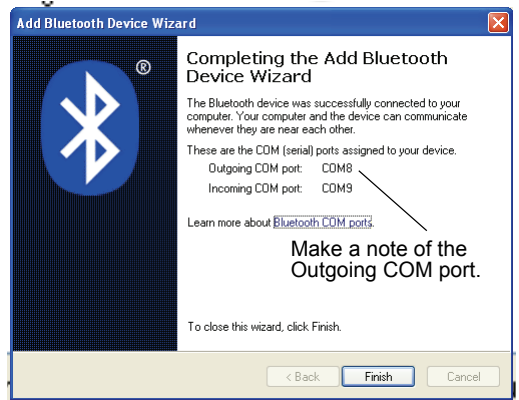 Add Bluetooth Device Wizard
®
Completing the Add Bluetooth
Device Wizard
The Bluetooth device was successfully connected to your
computer. Your computer and the device can communicate
whenever they are near each other.
These are the COM (serial) ports assigned to your device.
Outgoing COM port: COM8
Incoming COM port: COM9
Learn more about Bluetooth COM ports.
Make a note of the
Outgoing COM port.
To close this wizard, click Finish.
< Back Finish Cancel